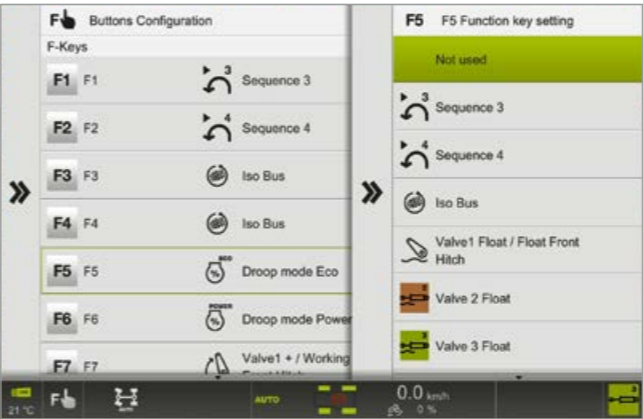 F Buttons Configuration
F-Keys
F1 F1 3 Sequence 3
F2 F2 4 Sequence 4
F3 F3 Iso Bus
F4 F4 Iso Bus
F5 F5 ECO % Droop mode Eco
F6 F6 POWER % Droop mode Power
F7 F7 Valve1 + / Working
F5 F5 Function key setting
Not used
3 Sequence 3
4 Sequence 4
Iso Bus
Valve1 Float / Float Front
Hitch
Valve 2 Float
Valve 3 Float
21 °C F AUTO AUTO 0.0 km/h
0 %